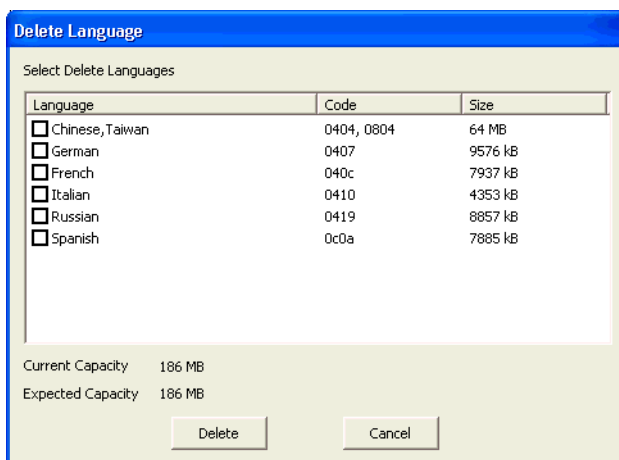 Delete Language
Select Delete Languages
Language Code Size
Chinese,Taiwan 0404, 0804 64 MB
German 0407 9576 kB
French 040c 7937 kB
Italian 0410 4353 kB
Russian 0419 8857 kB
Spanish 0c0a 7885 kB
Current Capacity 186 MB
Expected Capacity 186 MB
Delete Cancel